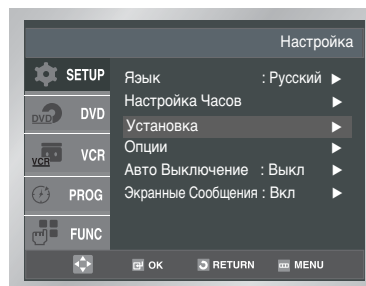 Настройка
SETUP
DVD
VCR
PROG
FUNC
Язык : Русский ►
Настройка Часов ►
Установка ►
Опции ►
Авто Выключение : Выкл ►
Экранные Сообщения : Вкл ►
OK RETURN MENU